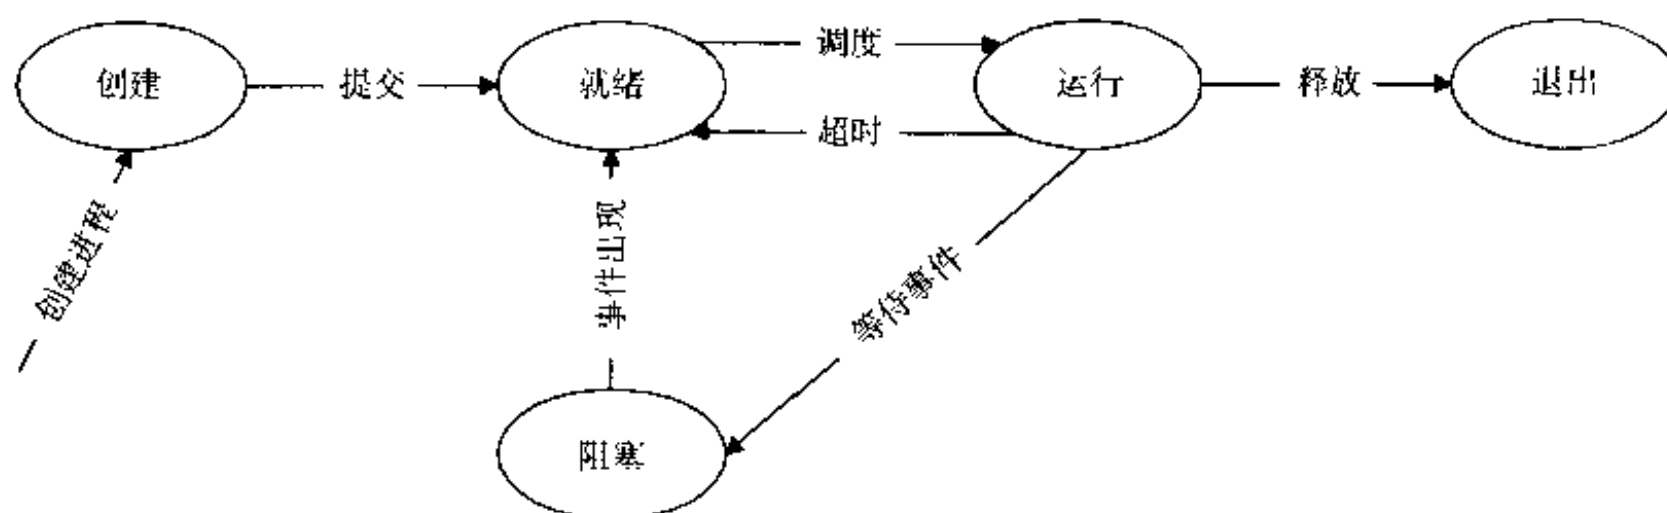 创建
提交
就绪
调度
超时
运行
释放
退出
创建进程
事件出现
等待事件
阻塞